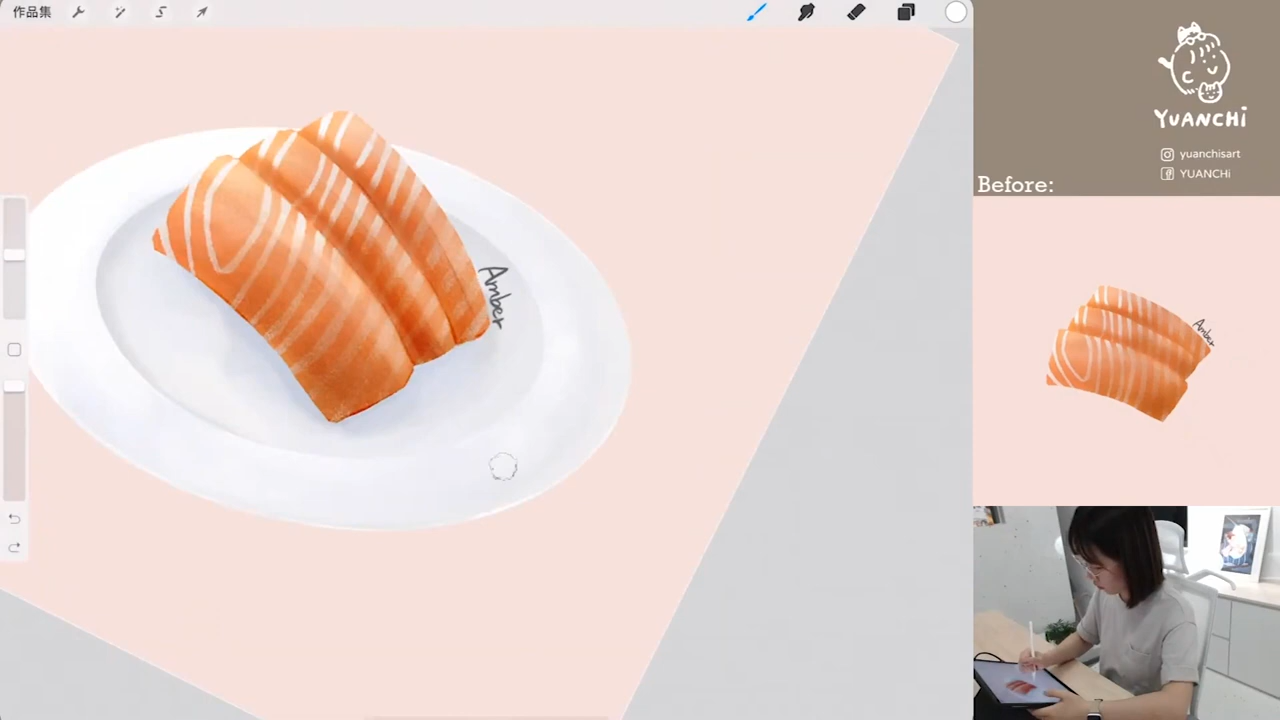 作品集
Amber
YUANCHi
yuanchisart
YUANCHi
Before:
Amber